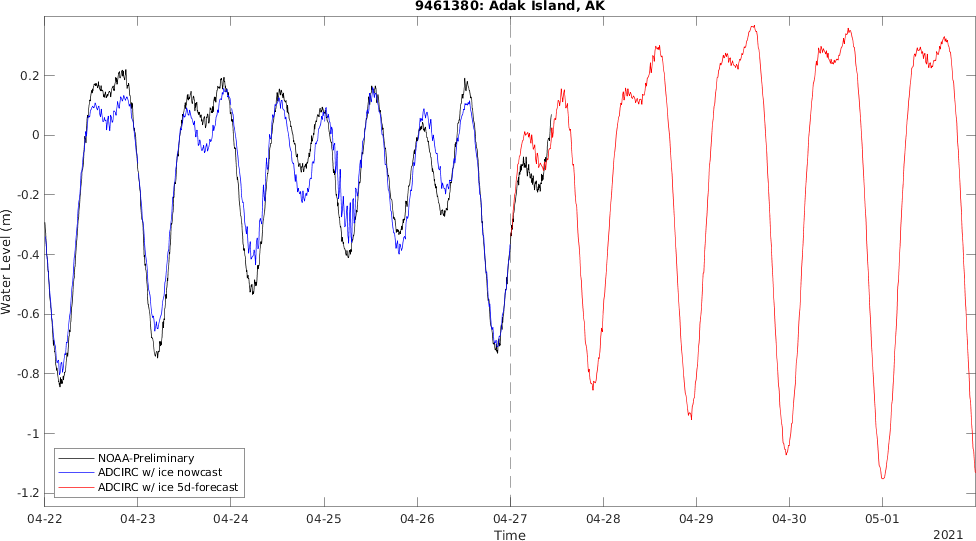 9461380: Adak Island, AK
Water Level (m)
0.2
0
-0.2
-0.4
-0.6
-0.8
-1
-1.2
NOAA-Preliminary
ADCIRC w/ ice nowcast
ADCIRC w/ ice 5d-forecast
04-22 04-23 04-24 04-25 04-26 04-27 04-28 04-29 04-30 05-01
Time
2021